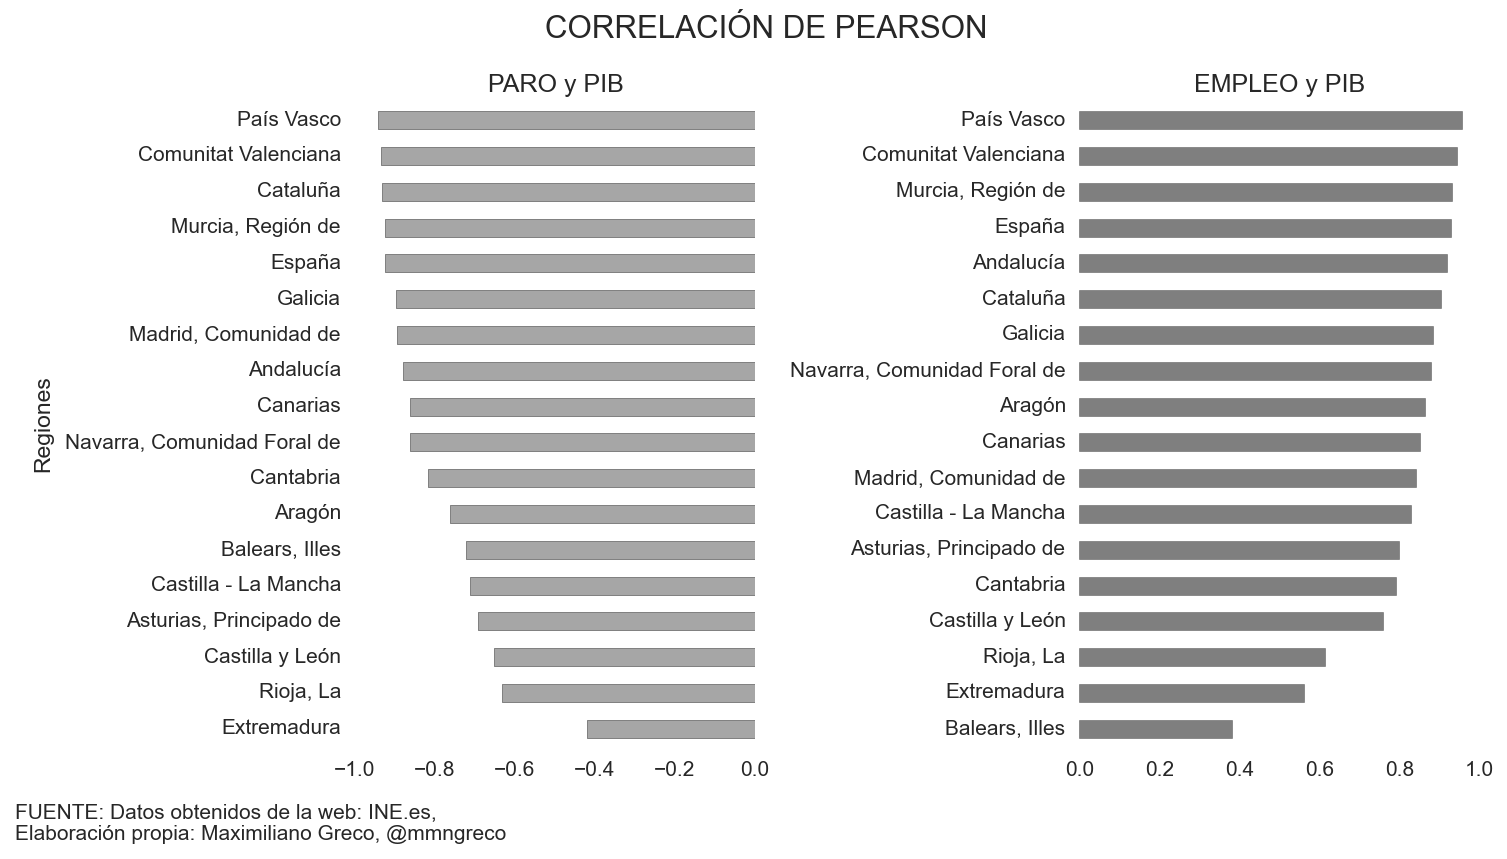 CORRELACIÓN DE PEARSON
PARO y PIB
País Vasco
Comunitat Valenciana
Cataluña
Murcia, Región de
España
Galicia
Madrid, Comunidad de
Andalucía
Canarias
Navarra, Comunidad Foral de
Cantabria
Aragón
Balears, Illes
Castilla - La Mancha
Asturias, Principado de
Castilla y León
Rioja, La
Extremadura
Regiones
−1.0 −0.8 −0.6 −0.4 −0.2 0.0
EMPLEO y PIB
País Vasco
Comunitat Valenciana
Murcia, Región de
España
Andalucía
Cataluña
Galicia
Navarra, Comunidad Foral de
Aragón
Canarias
Madrid, Comunidad de
Castilla - La Mancha
Asturias, Principado de
Cantabria
Castilla y León
Rioja, La
Extremadura
Balears, Illes
0.0 0.2 0.4 0.6 0.8 1.0
FUENTE: Datos obtenidos de la web: INE.es,
Elaboración propia: Maximiliano Greco, @mmngreco